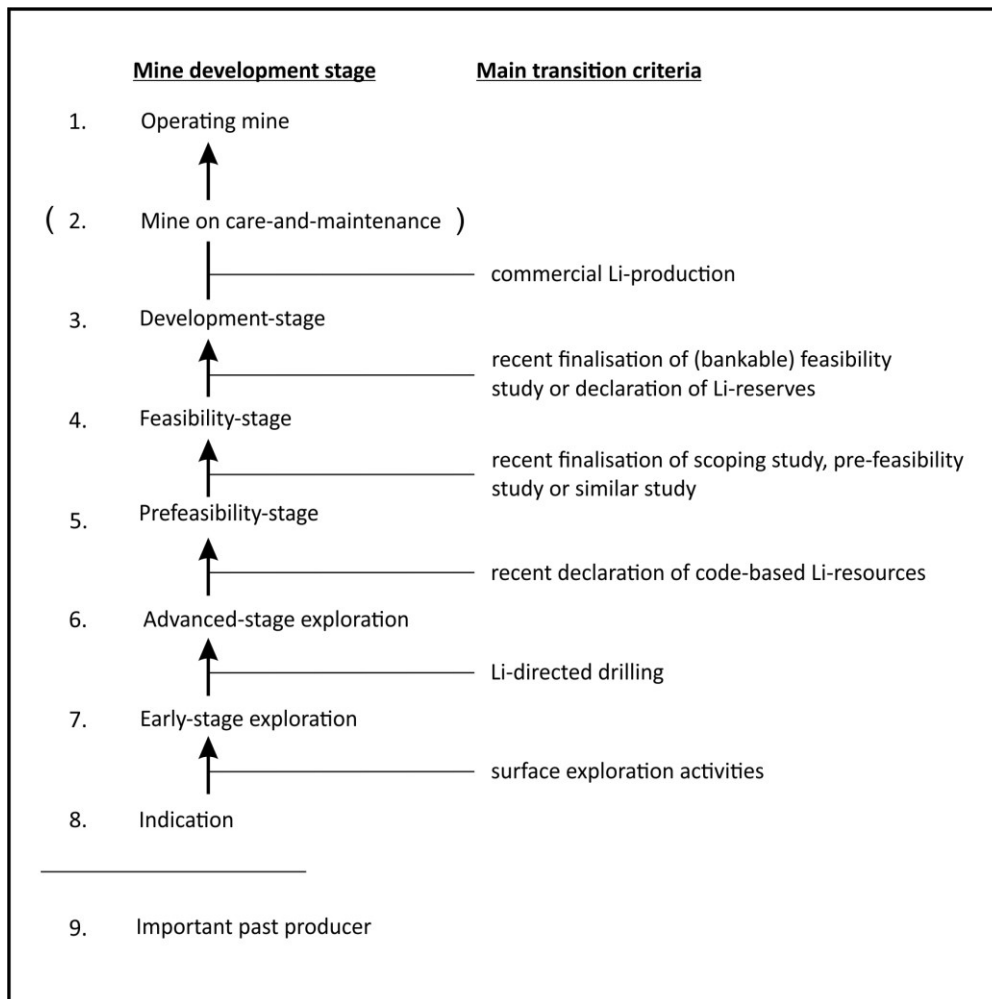 Mine development stage Main transition criteria
1. Operating mine
( 2. Mine on care-and-maintenance )
commercial Li-production
3. Development-stage
recent finalisation of (bankable) feasibility
study or declaration of Li-reserves
4. Feasibility-stage
recent finalisation of scoping study, pre-feasibility
study or similar study
5. Prefeasibility-stage
recent declaration of code-based Li-resources
6. Advanced-stage exploration
Li-directed drilling
7. Early-stage exploration
surface exploration activities
8. Indication
9. Important past producer